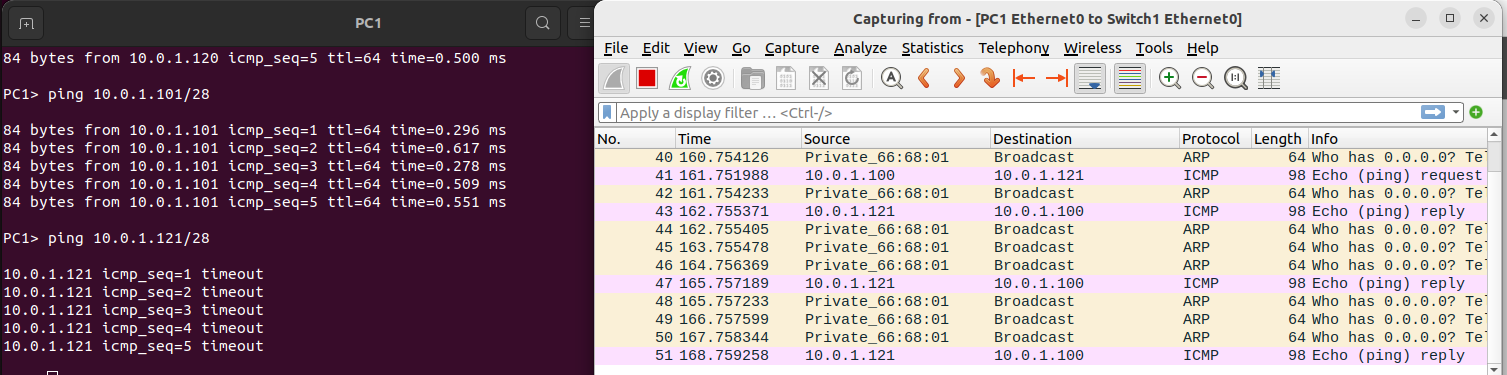 PC1
84 bytes from 10.0.1.120 icmp_seq=5 ttl=64 time=0.500 ms
PC1> ping 10.0.1.101/28
84 bytes from 10.0.1.101 icmp_seq=1 ttl=64 time=0.296 ms
84 bytes from 10.0.1.101 icmp_seq=2 ttl=64 time=0.617 ms
84 bytes from 10.0.1.101 icmp_seq=3 ttl=64 time=0.278 ms
84 bytes from 10.0.1.101 icmp_seq=4 ttl=64 time=0.509 ms
84 bytes from 10.0.1.101 icmp_seq=5 ttl=64 time=0.551 ms
PC1> ping 10.0.1.121/28
10.0.1.121 icmp_seq=1 timeout
10.0.1.121 icmp_seq=2 timeout
10.0.1.121 icmp_seq=3 timeout
10.0.1.121 icmp_seq=4 timeout
10.0.1.121 icmp_seq=5 timeout
Capturing from - [PC1 Ethernet0 to Switch1 Ethernet0]
File Edit View Go Capture Analyze Statistics Telephony Wireless Tools Help
Apply a display filter … <Ctrl-/>
No. Time Source Destination Protocol Length Info
40 160.754126 Private_66:68:01 Broadcast ARP 64 Who has 0.0.0.0? Tel
41 161.751988 10.0.1.100 10.0.1.121 ICMP 98 Echo (ping) request
42 161.754233 Private_66:68:01 Broadcast ARP 64 Who has 0.0.0.0? Tel
43 162.755371 10.0.1.121 10.0.1.100 ICMP 98 Echo (ping) reply
44 162.755405 Private_66:68:01 Broadcast ARP 64 Who has 0.0.0.0? Tel
45 163.755478 Private_66:68:01 Broadcast ARP 64 Who has 0.0.0.0? Tel
46 164.756369 Private_66:68:01 Broadcast ARP 64 Who has 0.0.0.0? Tel
47 165.757189 10.0.1.121 10.0.1.100 ICMP 98 Echo (ping) reply
48 165.757233 Private_66:68:01 Broadcast ARP 64 Who has 0.0.0.0? Tel
49 166.757599 Private_66:68:01 Broadcast ARP 64 Who has 0.0.0.0? Tel
50 167.758344 Private_66:68:01 Broadcast ARP 64 Who has 0.0.0.0? Tel
51 168.759258 10.0.1.121 10.0.1.100 ICMP 98 Echo (ping) reply